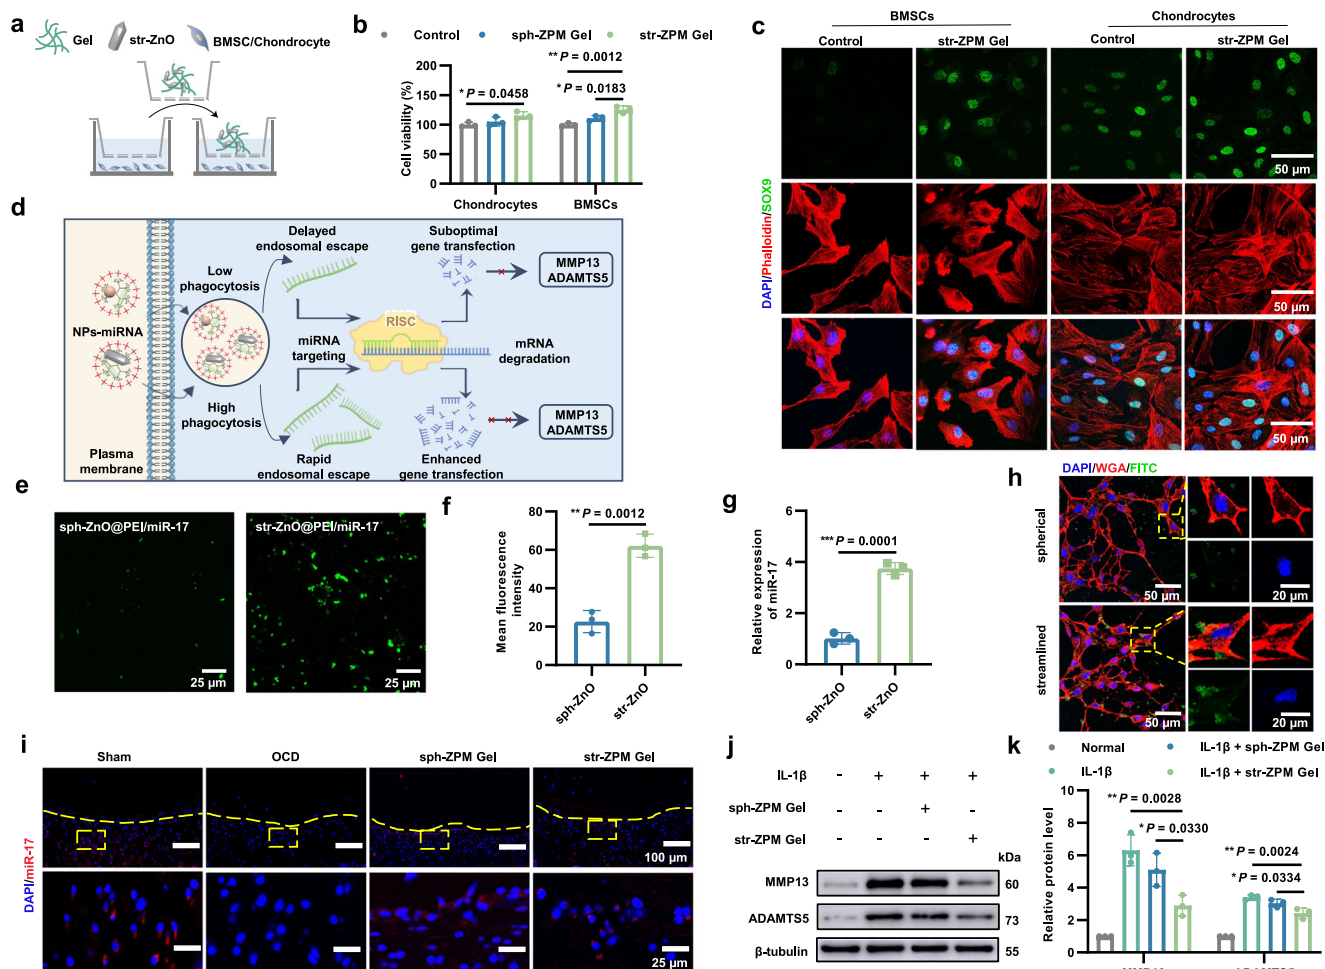 a
Gel
str-ZnO
BMSC/Chondrocyte
b
Control
sph-ZPM Gel
str-ZPM Gel
Cell viability (%)
200
150
100
50
0
* P = 0.0458
** P = 0.0012
* P = 0.0183
Chondrocytes
BMSCs
c
BMSCs
Chondrocytes
Control
str-ZPM Gel
Control
str-ZPM Gel
DAPI/Phalloidin/SOX9
50 µm
50 µm
50 µm
d
NPs-miRNA
Plasma
membrane
Low
phagocytosis
High
phagocytosis
Delayed
endosomal escape
Rapid
endosomal escape
miRNA
targeting
RISC
mRNA
degradation
Suboptimal
gene transfection
Enhanced
gene transfection
MMP13
ADAMTS5
MMP13
ADAMTS5
e
sph-ZnO@PEI/miR-17
str-ZnO@PEI/miR-17
25 µm
25 µm
f
Mean fluorescence
intensity
80
60
40
20
0
** P = 0.0012
sph-ZnO
str-ZnO
g
Relative expression
of miR-17
6
4
2
0
*** P = 0.0001
sph-ZnO
str-ZnO
h
DAPI/WGA/FITC
spherical
streamlined
50 µm
20 µm
50 µm
20 µm
i
Sham
OCD
sph-ZPM Gel
str-ZPM Gel
DAPI/miR-17
100 µm
25 µm
j
IL-1β - + + +
sph-ZPM Gel - - + -
str-ZPM Gel - - - +
kDa
MMP13 60
ADAMTS5 73
β-tubulin 55
k
Normal
IL-1β
IL-1β + sph-ZPM Gel
IL-1β + str-ZPM Gel
Relative protein level
10
8
6
4
2
0
** P = 0.0028
* P = 0.0330
** P = 0.0024
* P = 0.0334